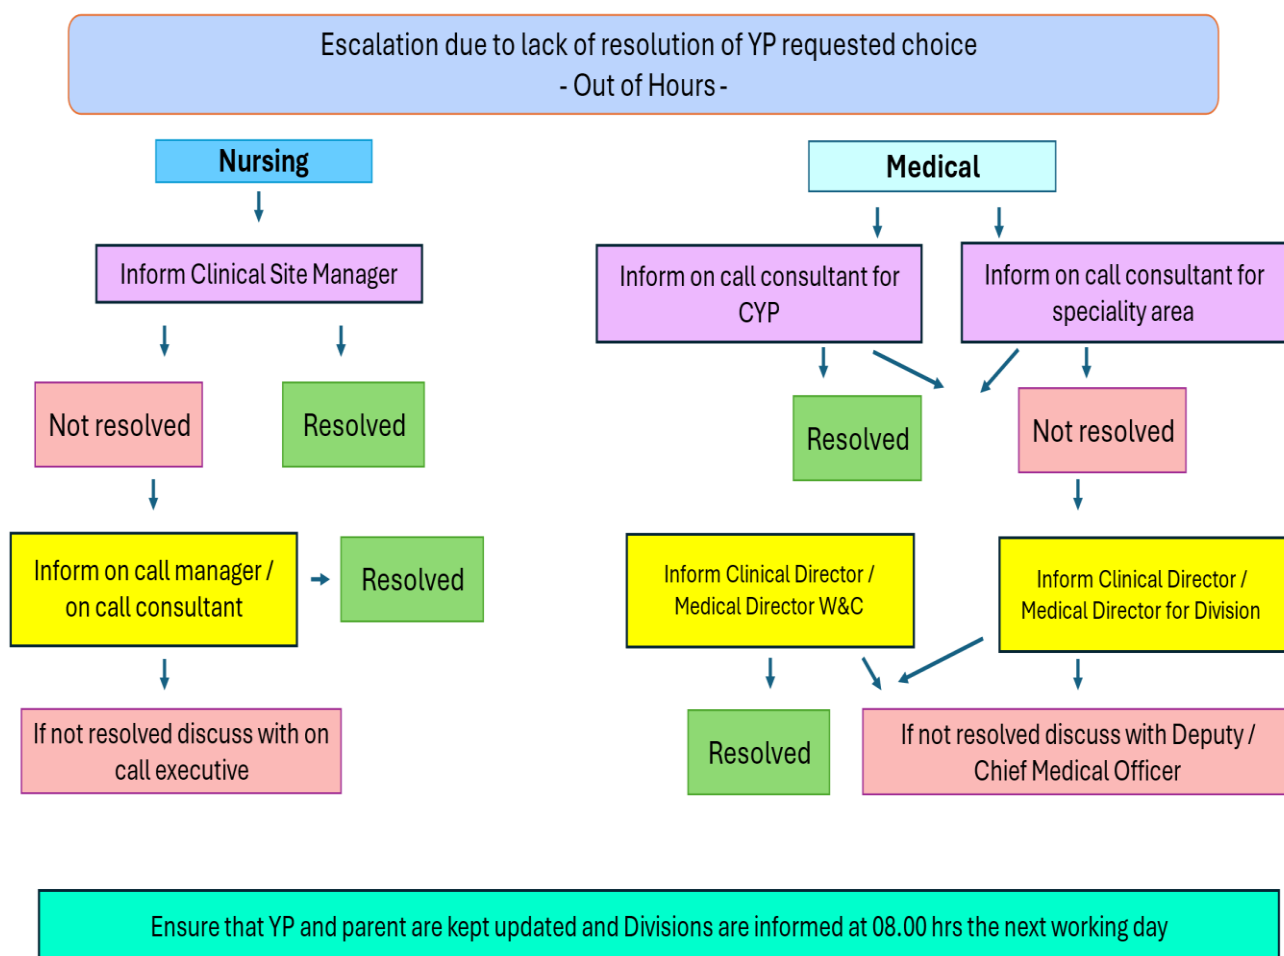 Escalation due to lack of resolution of YP requested choice
- Out of Hours -
Nursing
Inform Clinical Site Manager
Not resolved
Resolved
Inform on call manager /
on call consultant
Resolved
If not resolved discuss with on
call executive
Medical
Inform on call consultant for
CYP
Inform on call consultant for
speciality area
Resolved
Not resolved
Inform Clinical Director /
Medical Director W&C
Inform Clinical Director /
Medical Director for Division
Resolved
If not resolved discuss with Deputy /
Chief Medical Officer
Ensure that YP and parent are kept updated and Divisions are informed at 08.00 hrs the next working day